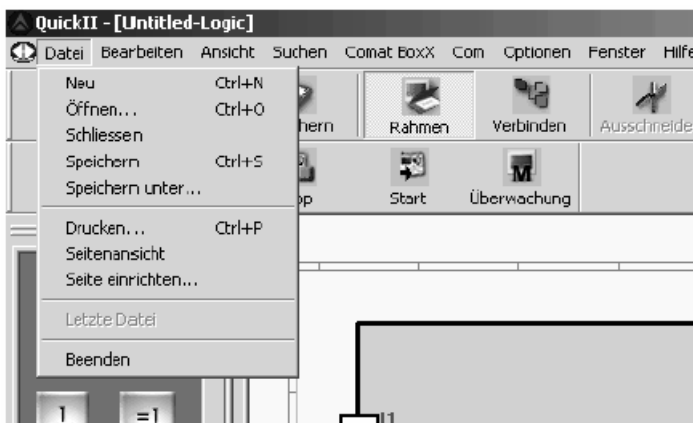 QuickII - [Untitled-Logic]
Datei Bearbeiten Ansicht Suchen Comat BoxX Com Optionen Fenster Hilfe
Neu Ctrl+N
Öffnen... Ctrl+O
Schliessen
Speichern Ctrl+S
Speichern unter...
Drucken... Ctrl+P
Seitenansicht
Seite einrichten...
Letzte Datei
Beenden
hern Rahmen Verbinden Ausschneide
op Start Überwachung
M
1 =1
I1